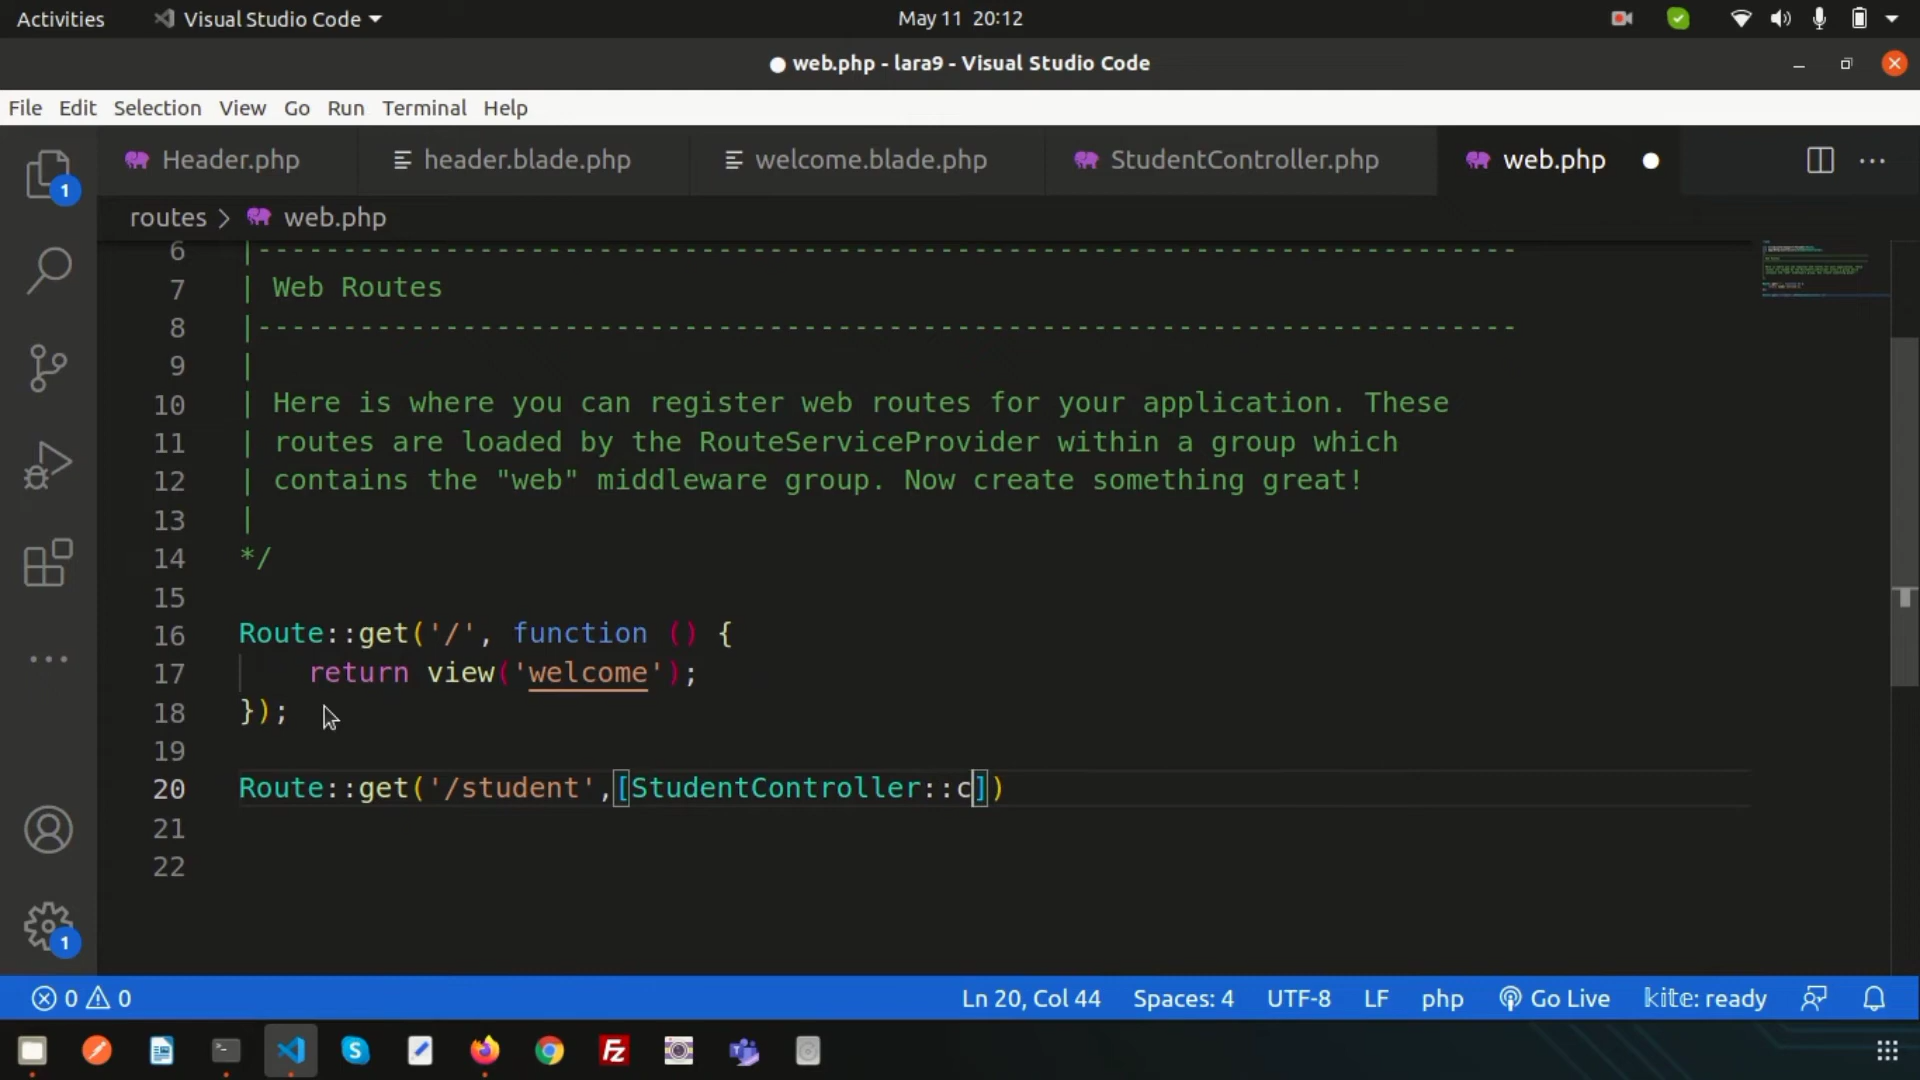 Activities Visual Studio Code May 11 20:12
● web.php - lara9 - Visual Studio Code
File Edit Selection View Go Run Terminal Help
Header.php header.blade.php welcome.blade.php StudentController.php web.php
1
routes > web.php
6 |--------------------------------------------------------------------------
7 | Web Routes
8 |--------------------------------------------------------------------------
9 |
10 | Here is where you can register web routes for your application. These
11 | routes are loaded by the RouteServiceProvider within a group which
12 | contains the "web" middleware group. Now create something great!
13 |
14 */
15
16 Route::get('/', function () {
17     return view('welcome');
18 });
19
20 Route::get('/student',[StudentController::c])
21
22
1
0 0 Ln 20, Col 44 Spaces: 4 UTF-8 LF php Go Live kite: ready